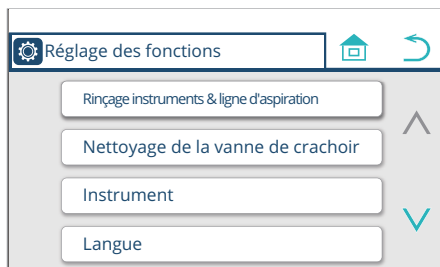 Réglage des fonctions
Rinçage instruments & ligne d'aspiration
Nettoyage de la vanne de crachoir
Instrument
Langue